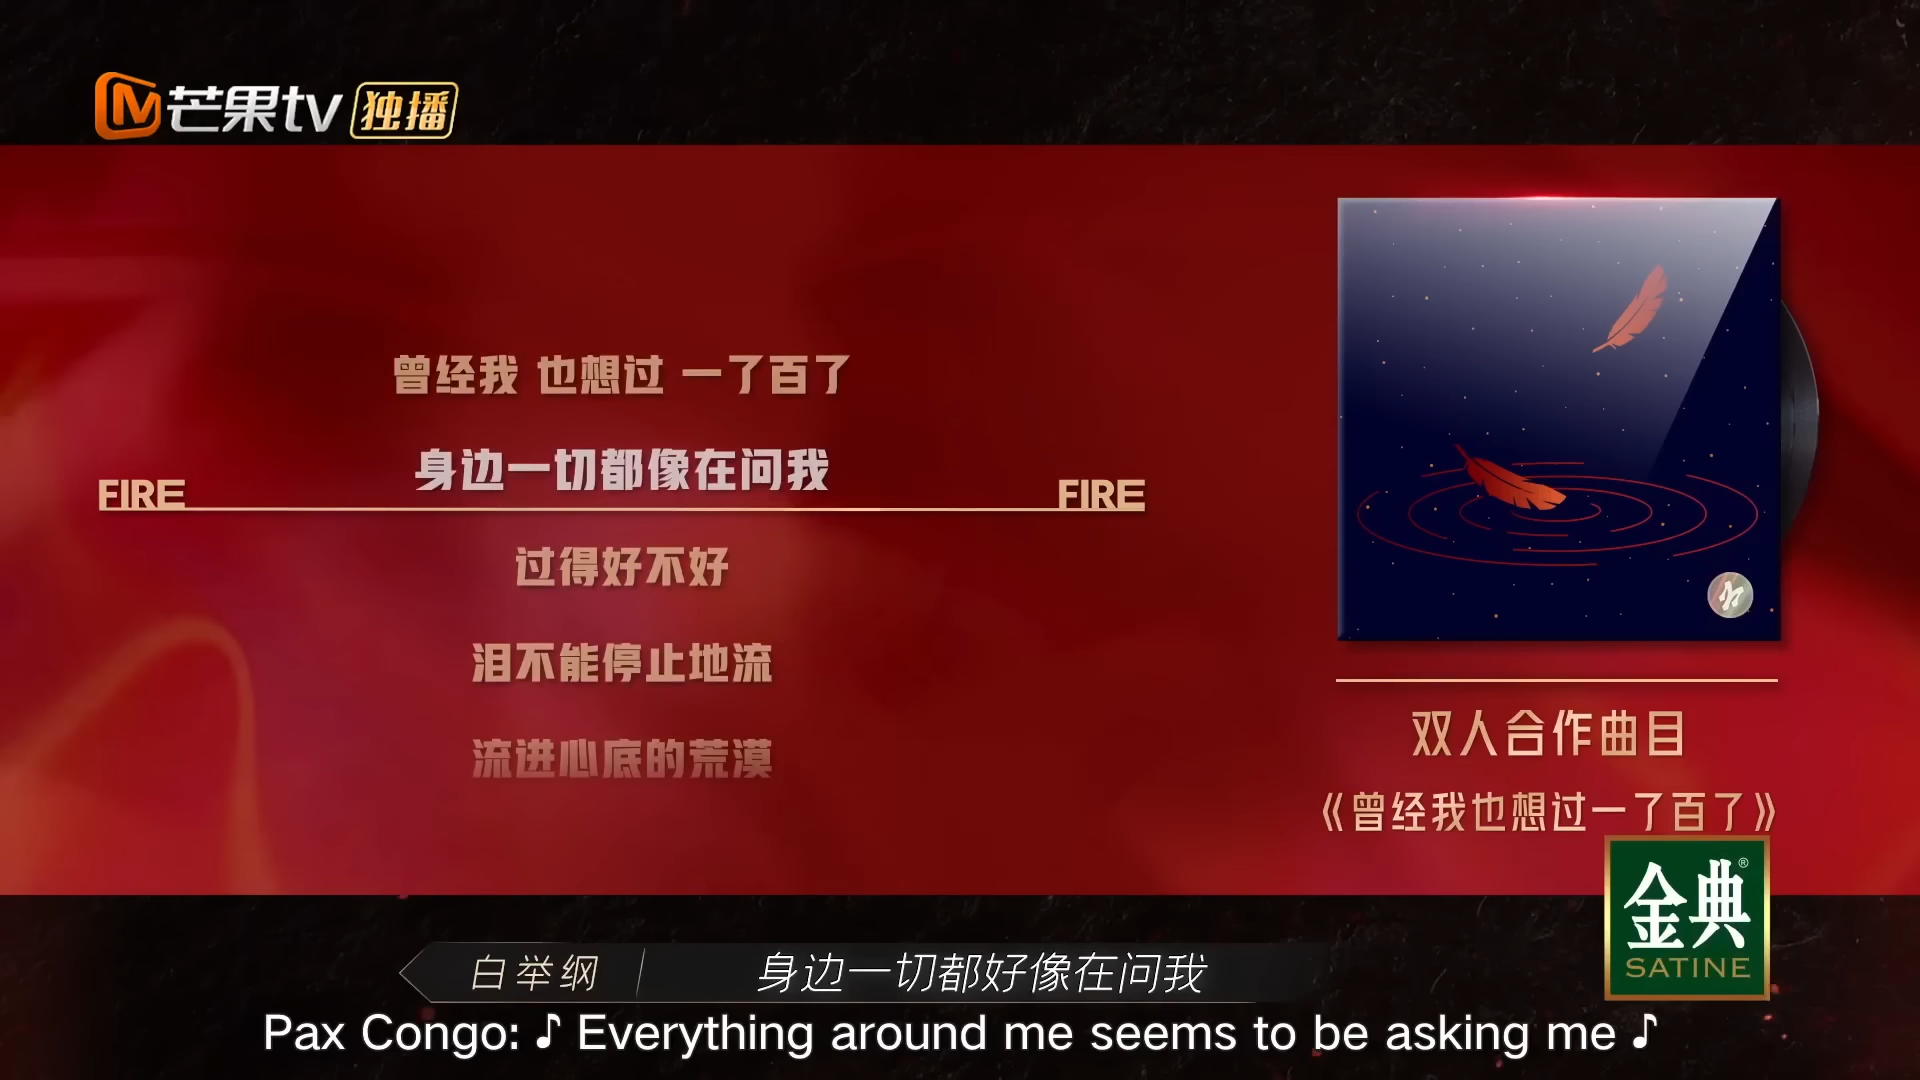 芒果tv 独播
曾经我 也想过 一了百了
身边一切都像在问我
FIRE FIRE
过得好不好
泪不能停止地流
流进心底的荒漠
双人合作曲目
《曾经我也想过一了百了》
金典®
SATINE
白举纲 身边一切都好像在问我
Pax Congo: ♪ Everything around me seems to be asking me ♪